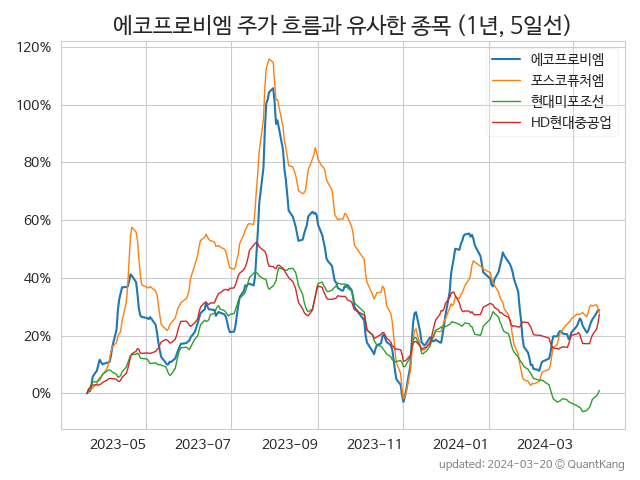 에코프로비엠 주가 흐름과 유사한 종목 (1년, 5일선)
120%
100%
80%
60%
40%
20%
0%
에코프로비엠
포스코퓨처엠
현대미포조선
HD현대중공업
2023-05
2023-07
2023-09
2023-11
2024-01
2024-03
updated: 2024-03-20 © QuantKang